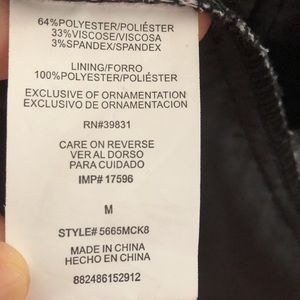 64%POLYESTER/POLIÉSTER
33%VISCOSE/VISCOSA
3%SPANDEX/SPANDEX
LINING/FORRO
100%POLYESTER/POLIÉSTER
EXCLUSIVE OF ORNAMENTATION
EXCLUSIVO DE ORNAMENTACIÓN
RN#39831
CARE ON REVERSE
VER AL DORSO
PARA CUIDADO
IMP# 17596
M
STYLE# 5665MCK8
MADE IN CHINA
HECHO EN CHINA
882486152912